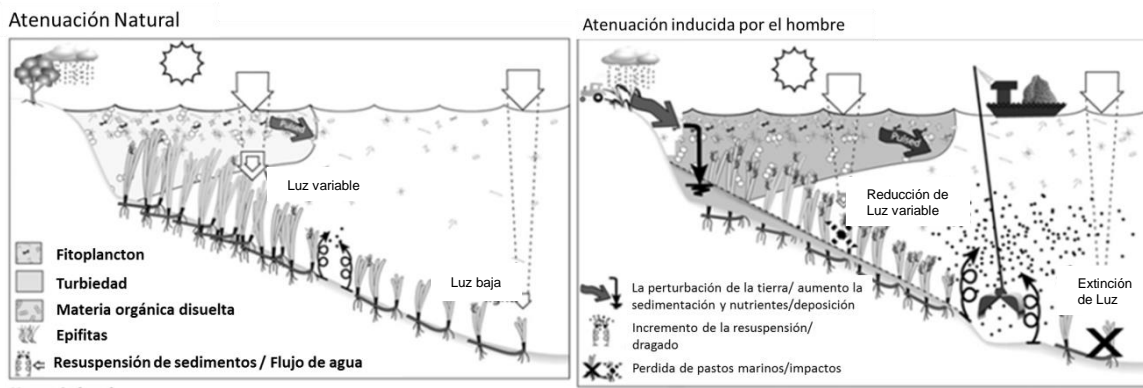 Atenuación Natural
Pulsed
Luz variable
Luz baja
Fitoplancton
Turbiedad
Materia orgánica disuelta
Epifitas
Resuspensión de sedimentos / Flujo de agua
Atenuación inducida por el hombre
Pulsed
Reducción de
Luz variable
Extinción
de Luz
La perturbación de la tierra/ aumento la
sedimentación y nutrientes/deposición
Incremento de la resuspensión/
dragado
Perdida de pastos marinos/impactos